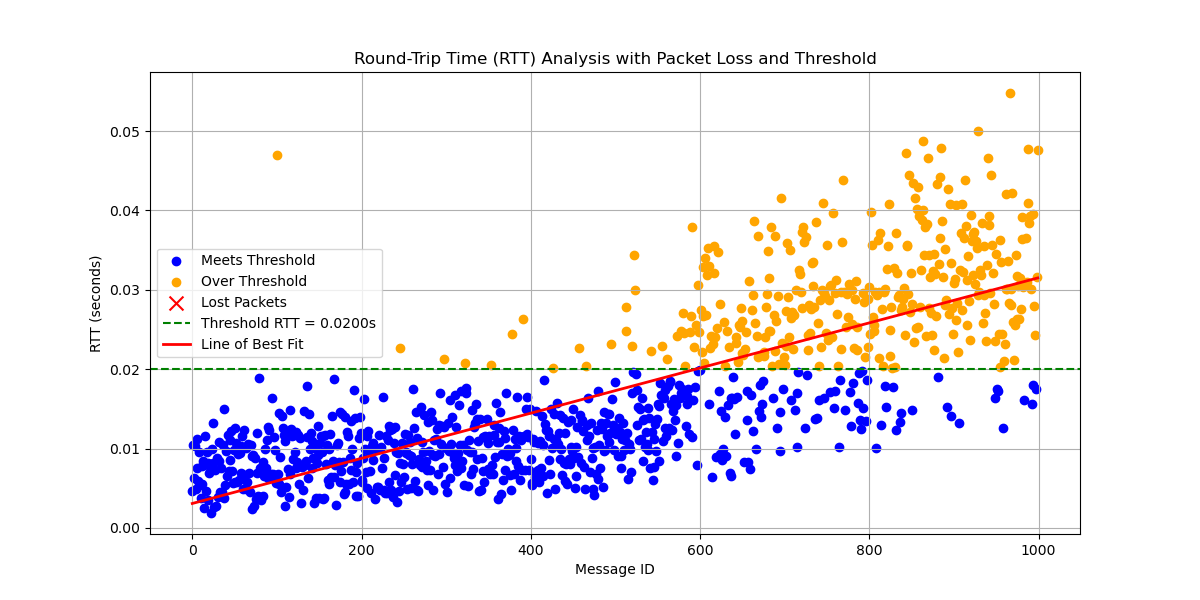 Round-Trip Time (RTT) Analysis with Packet Loss and Threshold
RTT (seconds)
0.05
0.04
0.03
0.02
0.01
0.00
Meets Threshold
Over Threshold
Lost Packets
Threshold RTT = 0.0200s
Line of Best Fit
0 200 400 600 800 1000
Message ID